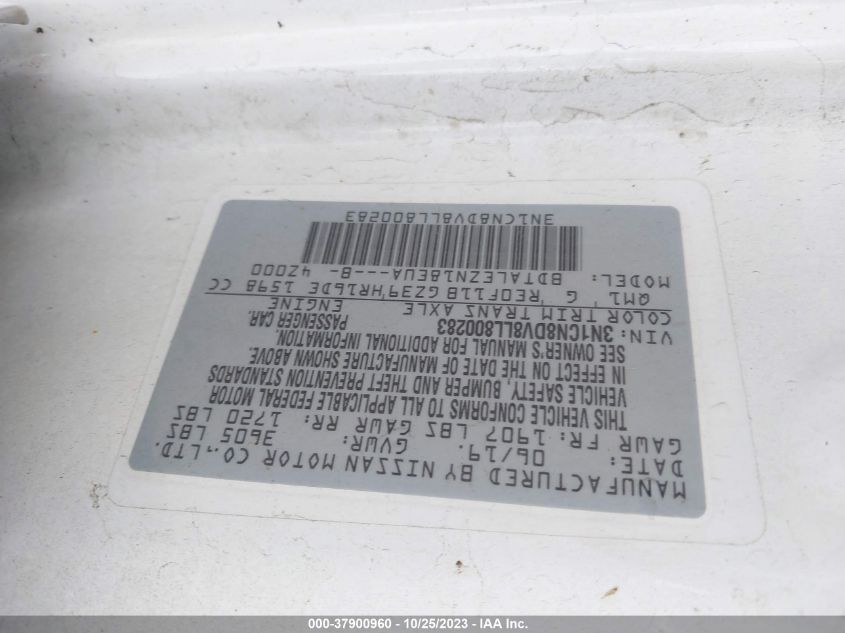 MANUFACTURED BY NISSAN MOTOR CO., LTD.
DATE: 06/19 GVWR: 3605 LBS
GAWR FR: 1907 LBS GAWR RR: 1720 LBS
THIS VEHICLE CONFORMS TO ALL APPLICABLE FEDERAL MOTOR
VEHICLE SAFETY, BUMPER AND THEFT PREVENTION STANDARDS
IN EFFECT ON THE DATE OF MANUFACTURE SHOWN ABOVE.
SEE OWNER'S MANUAL FOR ADDITIONAL INFORMATION.
VIN: 3N1CN8DV8LL800283 PASSENGER CAR.
COLOR TRIM TRANS AXLE ENGINE
QM1 G REOF11B GZ39 HR16DE 1598 CC
MODEL: BDTALEZN18EUA---B- 4Z000
3N1CN8DV8LL800283
000-37900960 - 10/25/2023 - IAA Inc.